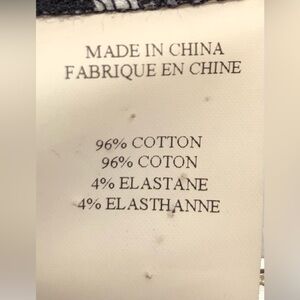 MADE IN CHINA
FABRIQUE EN CHINE
96% COTTON
96% COTON
4% ELASTANE
4% ELASTHANNE